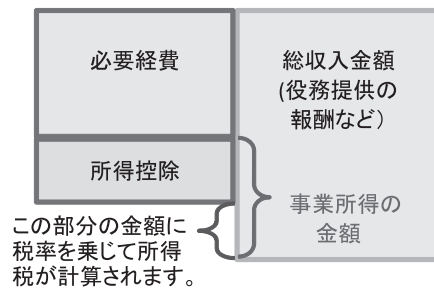 必要経費
所得控除
この部分の金額に
税率を乗じて所得
税が計算されます。
総収入金額
(役務提供の
報酬など）
事業所得の
金額